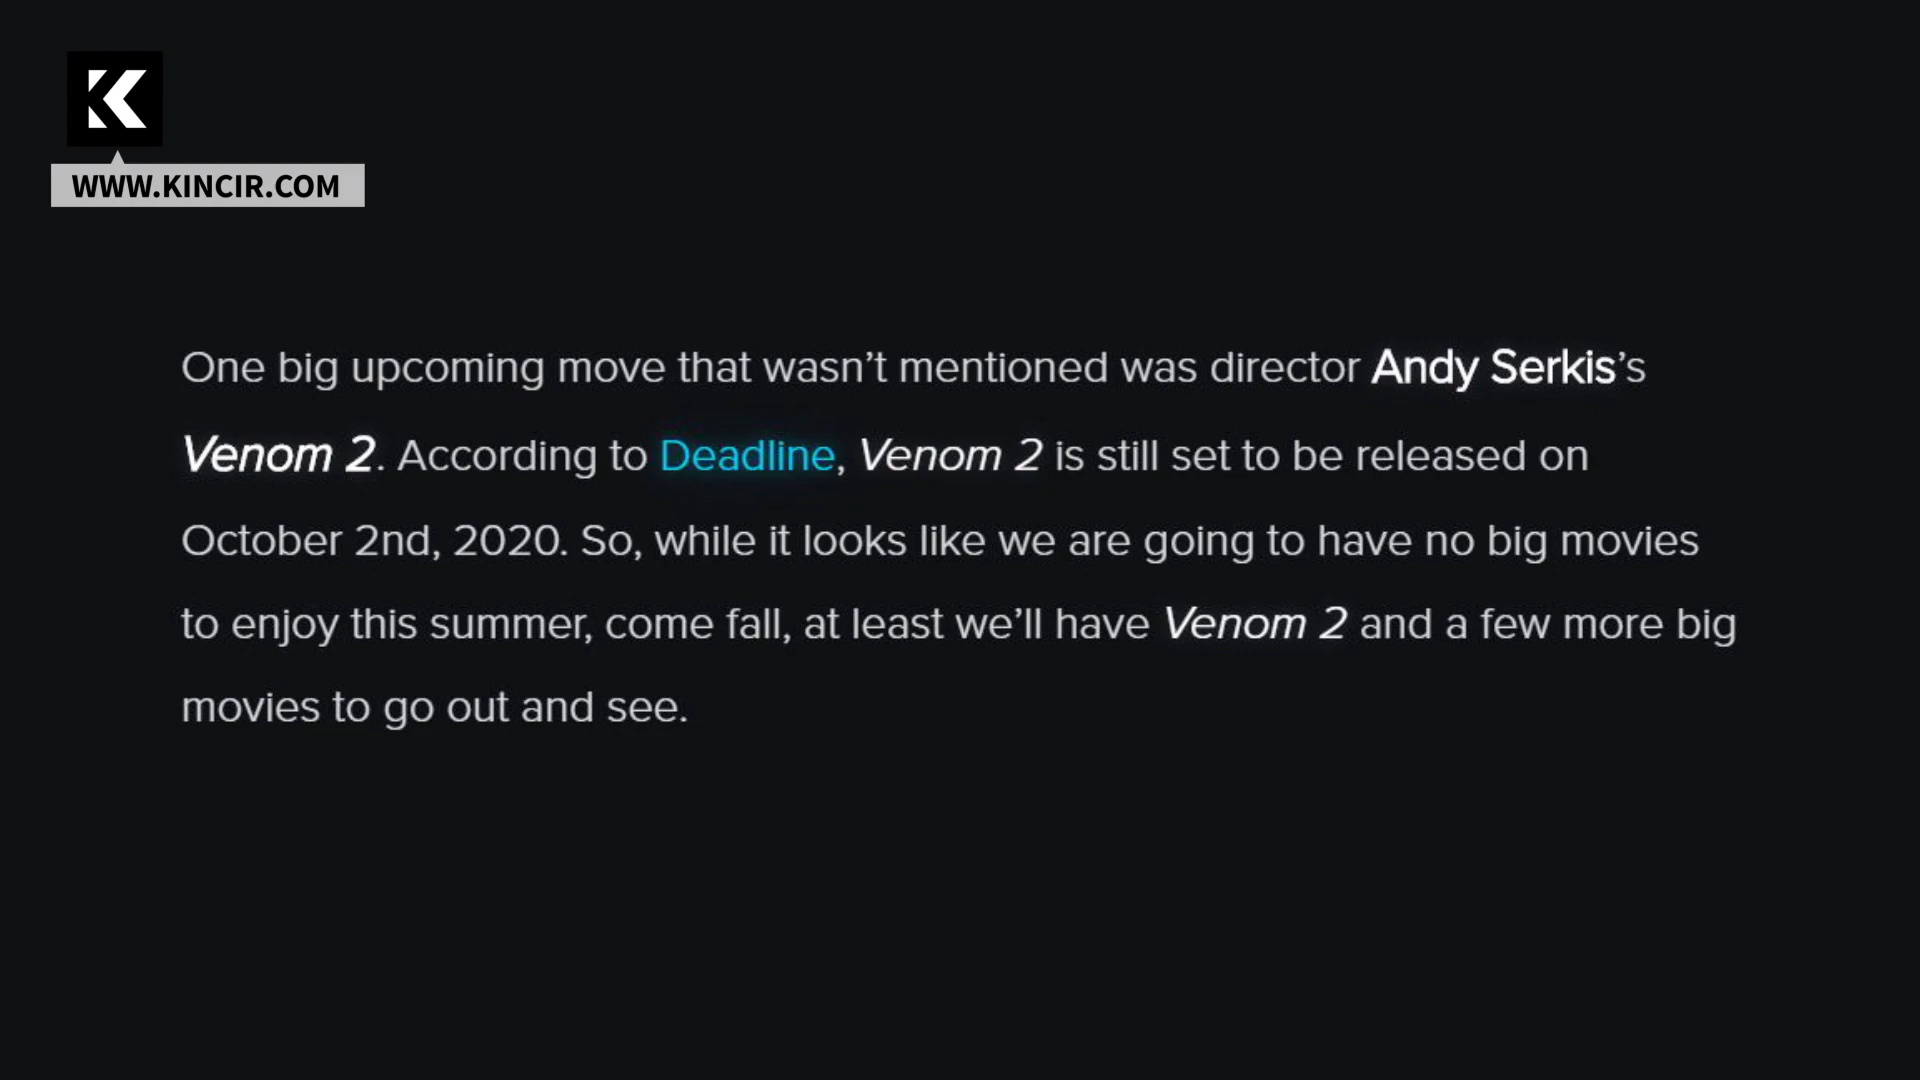 K
WWW.KINCIR.COM
One big upcoming move that wasn’t mentioned was director Andy Serkis’s
Venom 2. According to Deadline, Venom 2 is still set to be released on
October 2nd, 2020. So, while it looks like we are going to have no big movies
to enjoy this summer, come fall, at least we’ll have Venom 2 and a few more big
movies to go out and see.